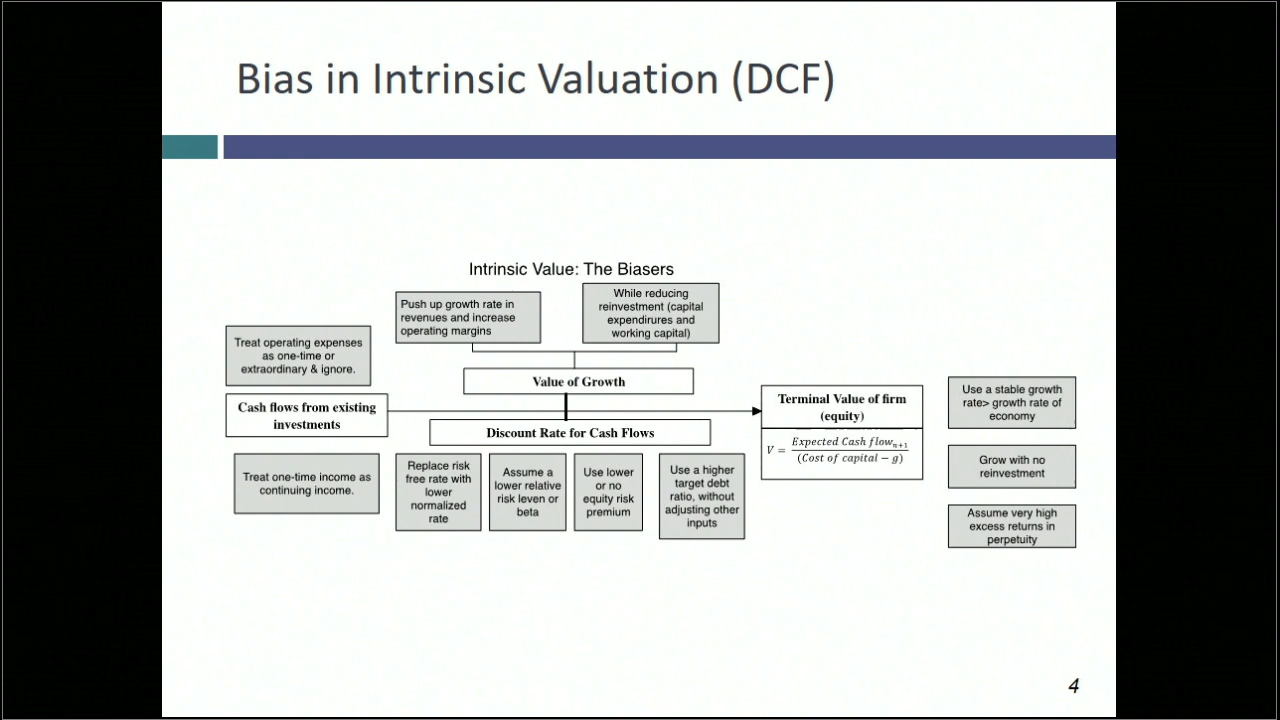 Bias in Intrinsic Valuation (DCF)
Intrinsic Value: The Biasers
Push up growth rate in
revenues and increase
operating margins
While reducing
reinvestment (capital
expendirures and
working capital)
Treat operating expenses
as one-time or
extraordinary & ignore.
Value of Growth
Cash flows from existing
investments
Discount Rate for Cash Flows
Treat one-time income as
continuing income.
Replace risk
free rate with
lower
normalized
rate
Assume a
lower relative
risk leven or
beta
Use lower
or no
equity risk
premium
Use a higher
target debt
ratio, without
adjusting other
inputs
Terminal Value of firm
(equity)
V = Expected Cash flow_{n+1}
(Cost of capital − g)
Use a stable growth
rate> growth rate of
economy
Grow with no
reinvestment
Assume very high
excess returns in
perpetuity
4